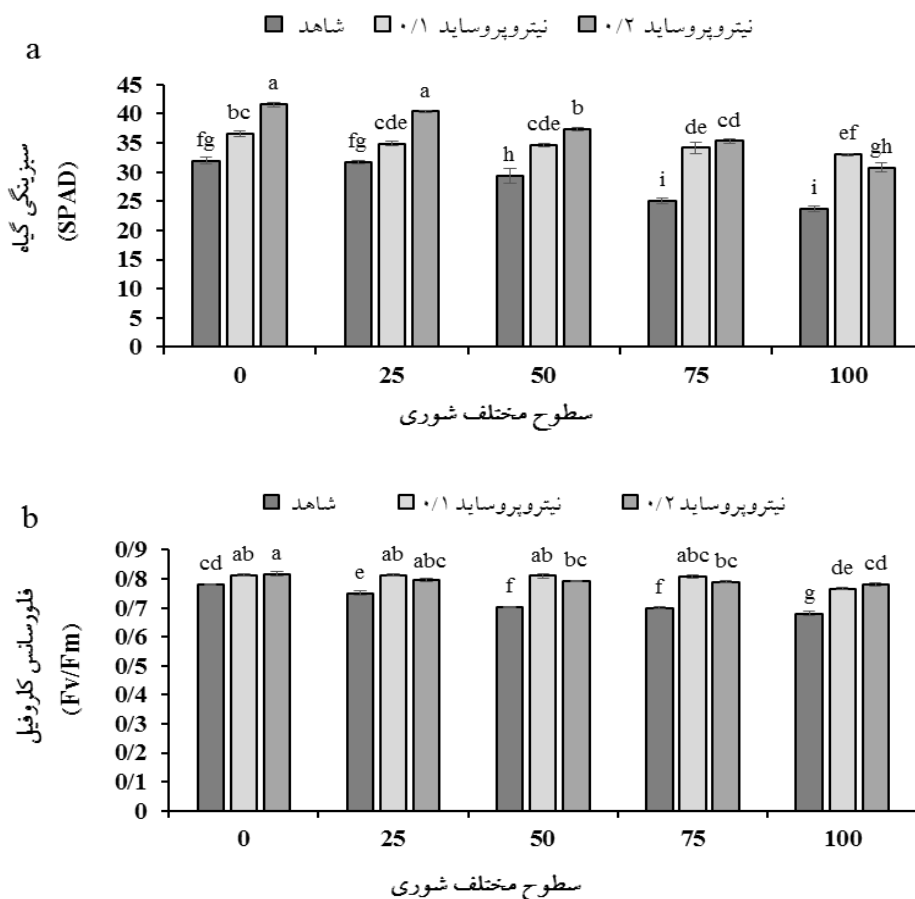 a
شاهد نیتروپروساید ۰/۱ نیتروپروساید ۰/۲
سبزینگی گیاه
(SPAD)
45
40
35
30
25
20
15
10
5
0
fg bc a
fg cde a
h cde b
i de cd
i ef gh
0 25 50 75 100
سطوح مختلف شوری
b
شاهد نیتروپروساید ۰/۱ نیتروپروساید ۰/۲
فلورسانس کلروفیل
(Fv/Fm)
0/9
0/8
0/7
0/6
0/5
0/4
0/3
0/2
0/1
0
cd ab a
e ab abc
f ab bc
f abc bc
g de cd
0 25 50 75 100
سطوح مختلف شوری